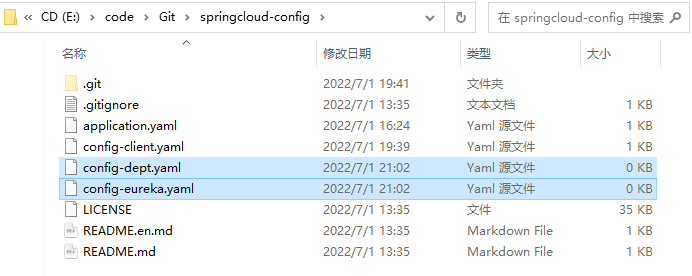 « CD (E:) › code › Git › springcloud-config › 在 springcloud-config 中搜索
名称 修改日期 类型 大小
.git 2022/7/1 19:41 文件夹
.gitignore 2022/7/1 13:35 文本文档 1 KB
application.yaml 2022/7/1 16:24 Yaml 源文件 1 KB
config-client.yaml 2022/7/1 19:39 Yaml 源文件 1 KB
config-dept.yaml 2022/7/1 21:02 Yaml 源文件 0 KB
config-eureka.yaml 2022/7/1 21:02 Yaml 源文件 0 KB
LICENSE 2022/7/1 13:35 文件 35 KB
README.en.md 2022/7/1 13:35 Markdown File 1 KB
README.md 2022/7/1 13:35 Markdown File 1 KB